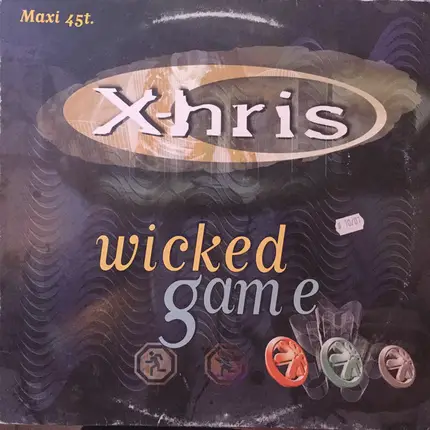 Maxi 45t.
X-hris
wicked
game